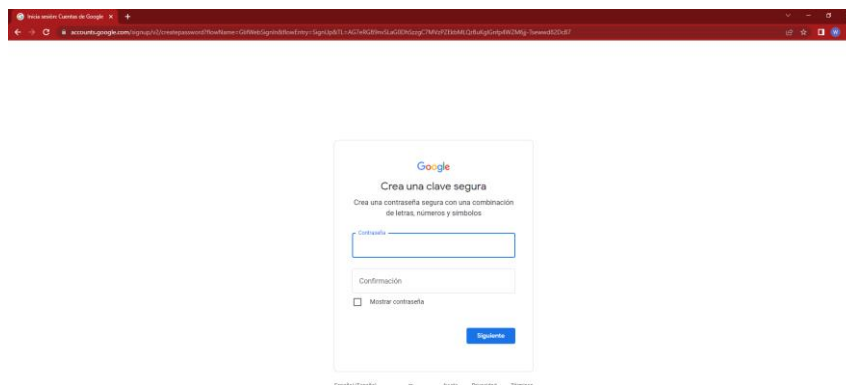 Inicia sesión: Cuentas de Google
Google
Crea una clave segura
Crea una contraseña segura con una combinación
de letras, números y símbolos
Contraseña
Confirmación
Mostrar contraseña
Siguiente